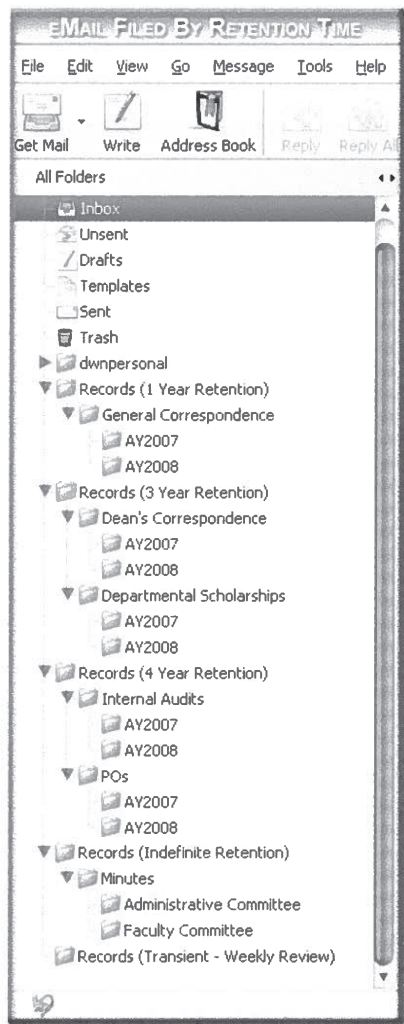 eMail Filed By Retention Time
File Edit View Go Message Tools Help
Get Mail Write Address Book Reply Reply All
All Folders
Inbox
Unsent
Drafts
Templates
Sent
Trash
dwnpersonal
Records (1 Year Retention)
General Correspondence
AY2007
AY2008
Records (3 Year Retention)
Dean's Correspondence
AY2007
AY2008
Departmental Scholarships
AY2007
AY2008
Records (4 Year Retention)
Internal Audits
AY2007
AY2008
POs
AY2007
AY2008
Records (Indefinite Retention)
Minutes
Administrative Committee
Faculty Committee
Records (Transient - Weekly Review)